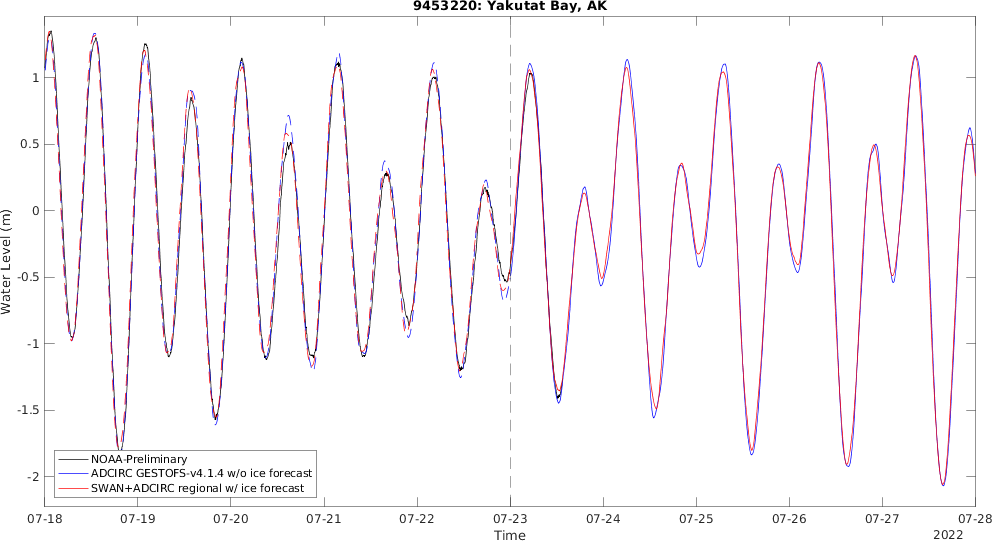 9453220: Yakutat Bay, AK
Water Level (m)
1
0.5
0
-0.5
-1
-1.5
-2
NOAA-Preliminary
ADCIRC GESTOFS-v4.1.4 w/o ice forecast
SWAN+ADCIRC regional w/ ice forecast
07-18 07-19 07-20 07-21 07-22 07-23 07-24 07-25 07-26 07-27 07-28
Time
2022